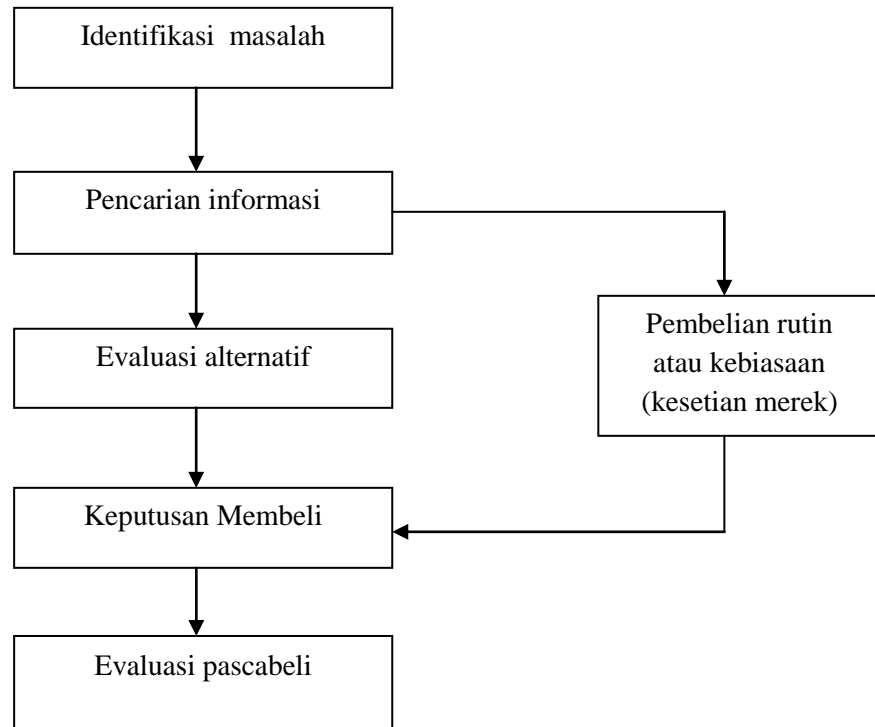 Identifikasi masalah
Pencarian informasi
Pembelian rutin
atau kebiasaan
(kesetian merek)
Evaluasi alternatif
Keputusan Membeli
Evaluasi pascabeli